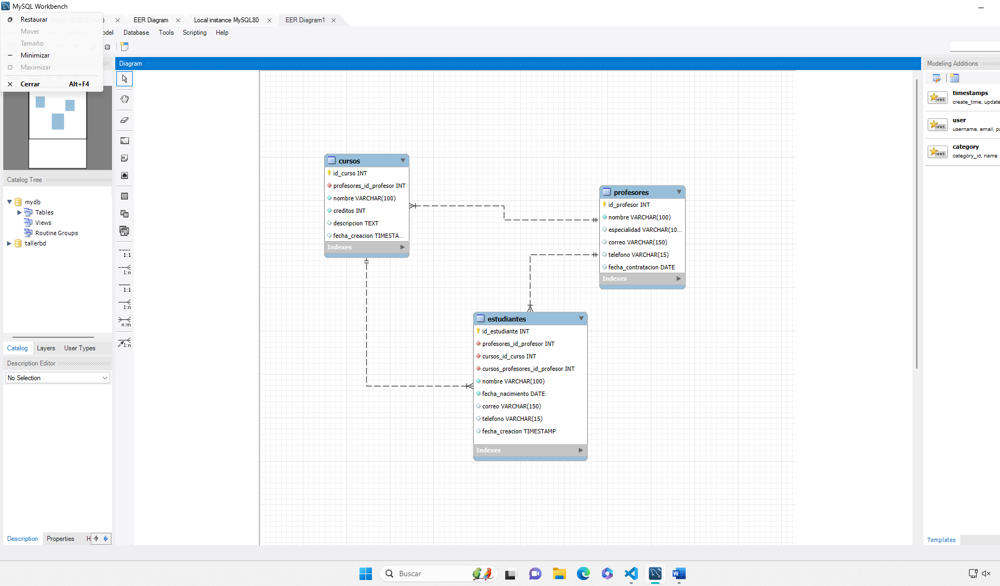 MySQL Workbench
Restaurar
Mover
Tamaño
Minimizar
Maximizar
Cerrar Alt+F4
EER Diagram
Local instance MySQL80
EER Diagram1
odel
Database
Tools
Scripting
Help
Diagram
Modeling Additions
timestamps
create_time, update
user
username, email, pa
category
category_id, name
Catalog Tree
mydb
Tables
Views
Routine Groups
tallerbd
1:1
1:n
1:1
1:n
n:m
1:n
cursos
id_curso INT
profesores_id_profesor INT
nombre VARCHAR(100)
creditos INT
descripcion TEXT
fecha_creacion TIMESTA...
Indexes
profesores
id_profesor INT
nombre VARCHAR(100)
especialidad VARCHAR(10...
correo VARCHAR(150)
telefono VARCHAR(15)
fecha_contratacion DATE
Indexes
estudiantes
id_estudiante INT
profesores_id_profesor INT
cursos_id_curso INT
cursos_profesores_id_profesor INT
nombre VARCHAR(100)
fecha_nacimiento DATE
correo VARCHAR(150)
telefono VARCHAR(15)
fecha_creacion TIMESTAMP
Indexes
Catalog Layers User Types
Description Editor
No Selection
Description Properties H
Templates
Buscar